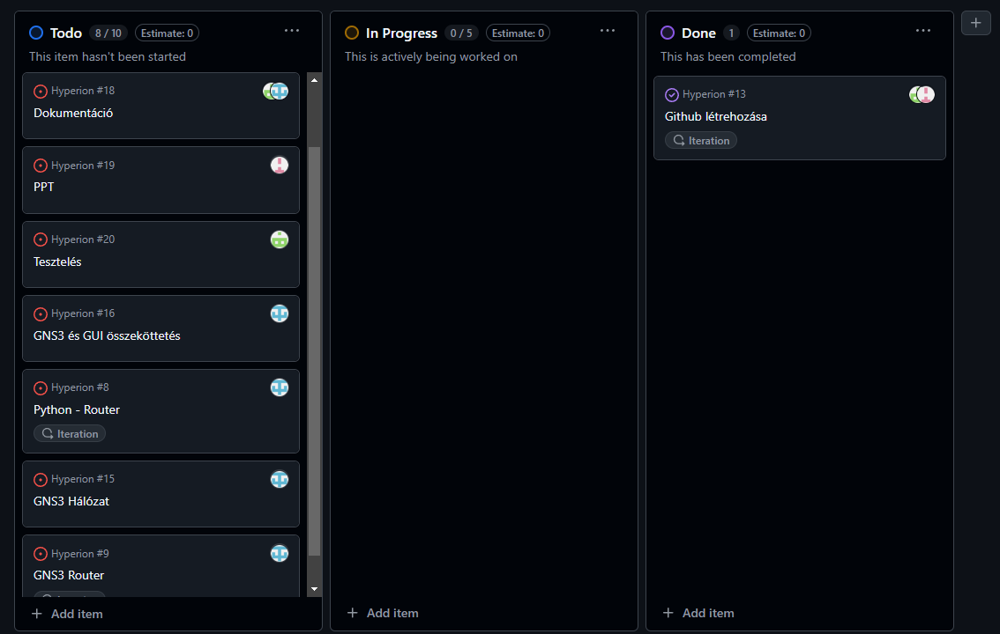 Todo 8 / 10 Estimate: 0
This item hasn't been started
Hyperion #18
Dokumentáció
Hyperion #19
PPT
Hyperion #20
Tesztelés
Hyperion #16
GNS3 és GUI összeköttetés
Hyperion #8
Python - Router
Iteration
Hyperion #15
GNS3 Hálózat
Hyperion #9
GNS3 Router
Add item
In Progress 0 / 5 Estimate: 0
This is actively being worked on
Add item
Done 1 Estimate: 0
This has been completed
Hyperion #13
Github létrehozása
Iteration
Add item